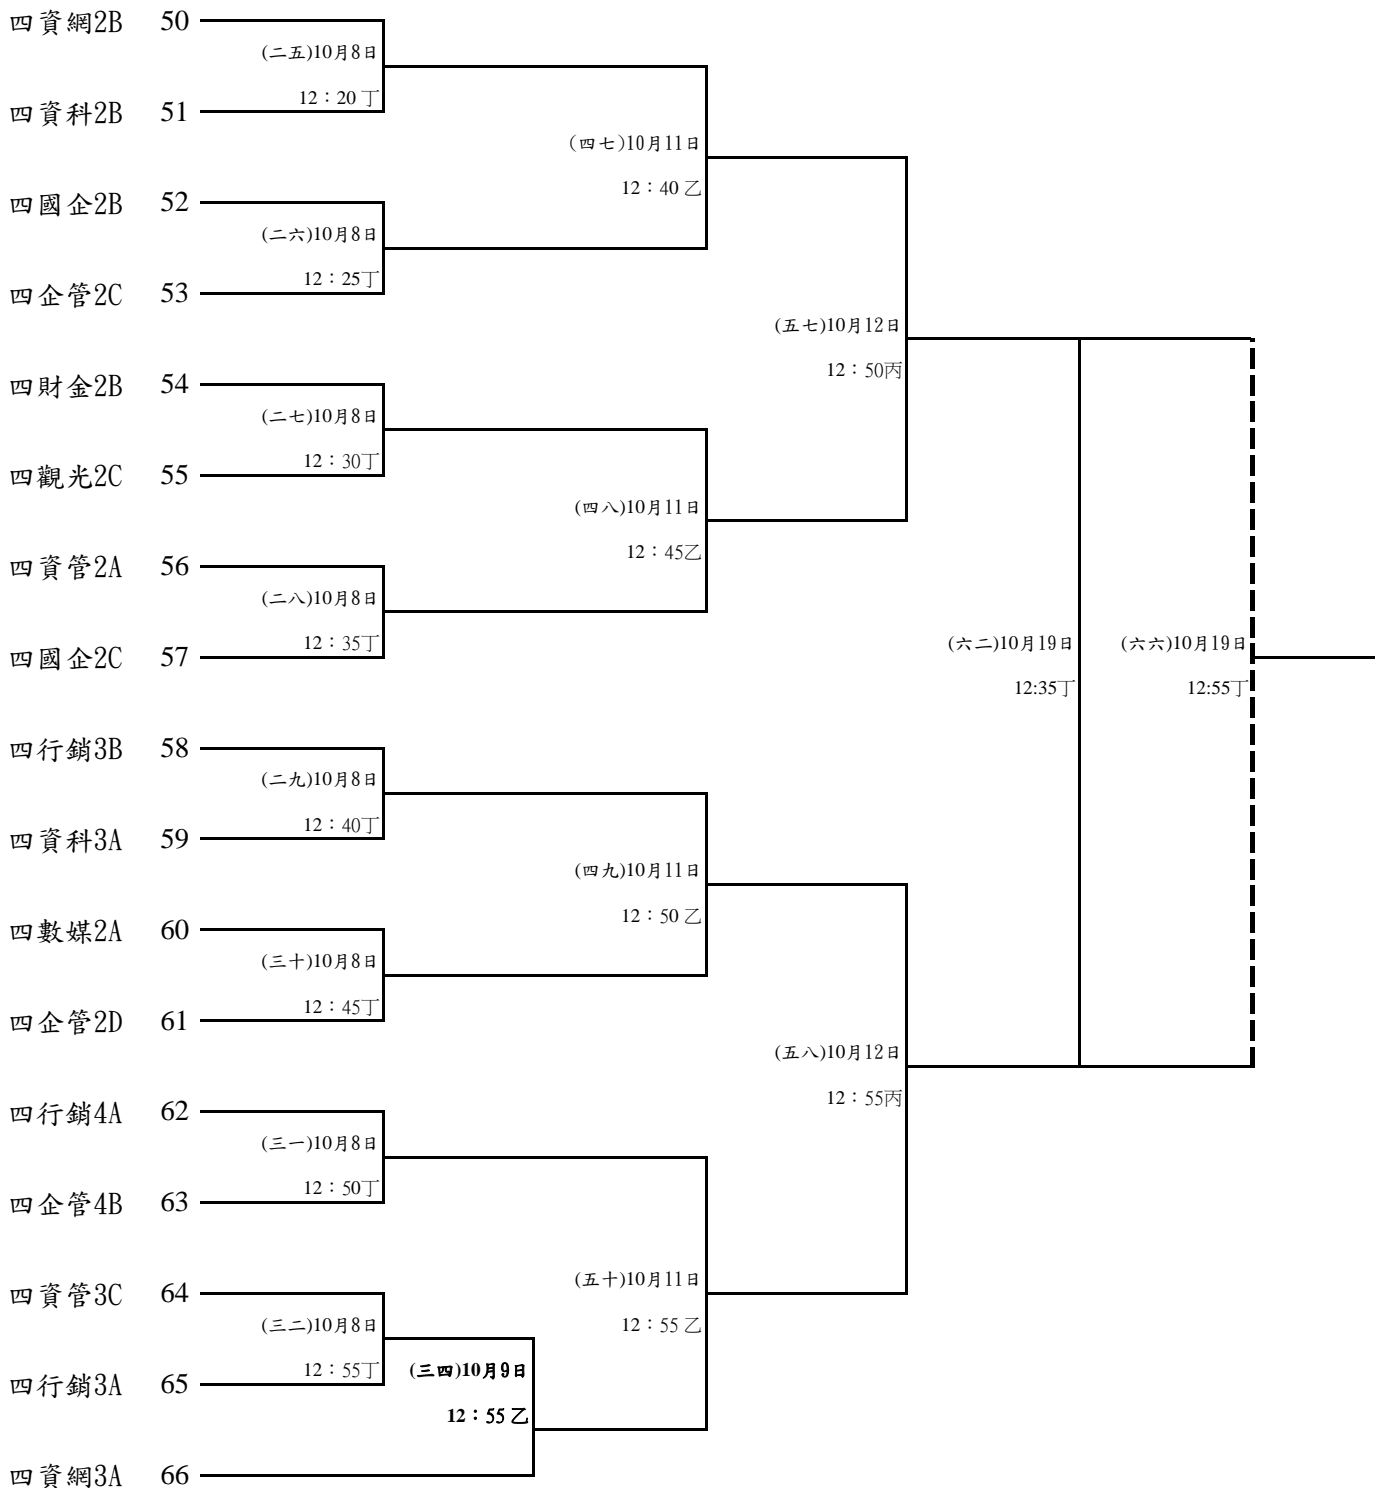 四資網2B 50
(二五)10月8日
12：20 丁
四資科2B 51
(四七)10月11日
12：40 乙
四國企2B 52
(二六)10月8日
12：25丁
四企管2C 53
(五七)10月12日
12：50丙
四財金2B 54
(二七)10月8日
12：30丁
四觀光2C 55
(四八)10月11日
12：45乙
四資管2A 56
(二八)10月8日
12：35丁
四國企2C 57
(六二)10月19日
12:35丁
(六六)10月19日
12:55丁
四行銷3B 58
(二九)10月8日
12：40丁
四資科3A 59
(四九)10月11日
12：50 乙
四數媒2A 60
(三十)10月8日
12：45丁
四企管2D 61
(五八)10月12日
12：55丙
四行銷4A 62
(三一)10月8日
12：50丁
四企管4B 63
(五十)10月11日
12：55 乙
四資管3C 64
(三二)10月8日
12：55丁
四行銷3A 65
(三四)10月9日
12：55 乙
四資網3A 66